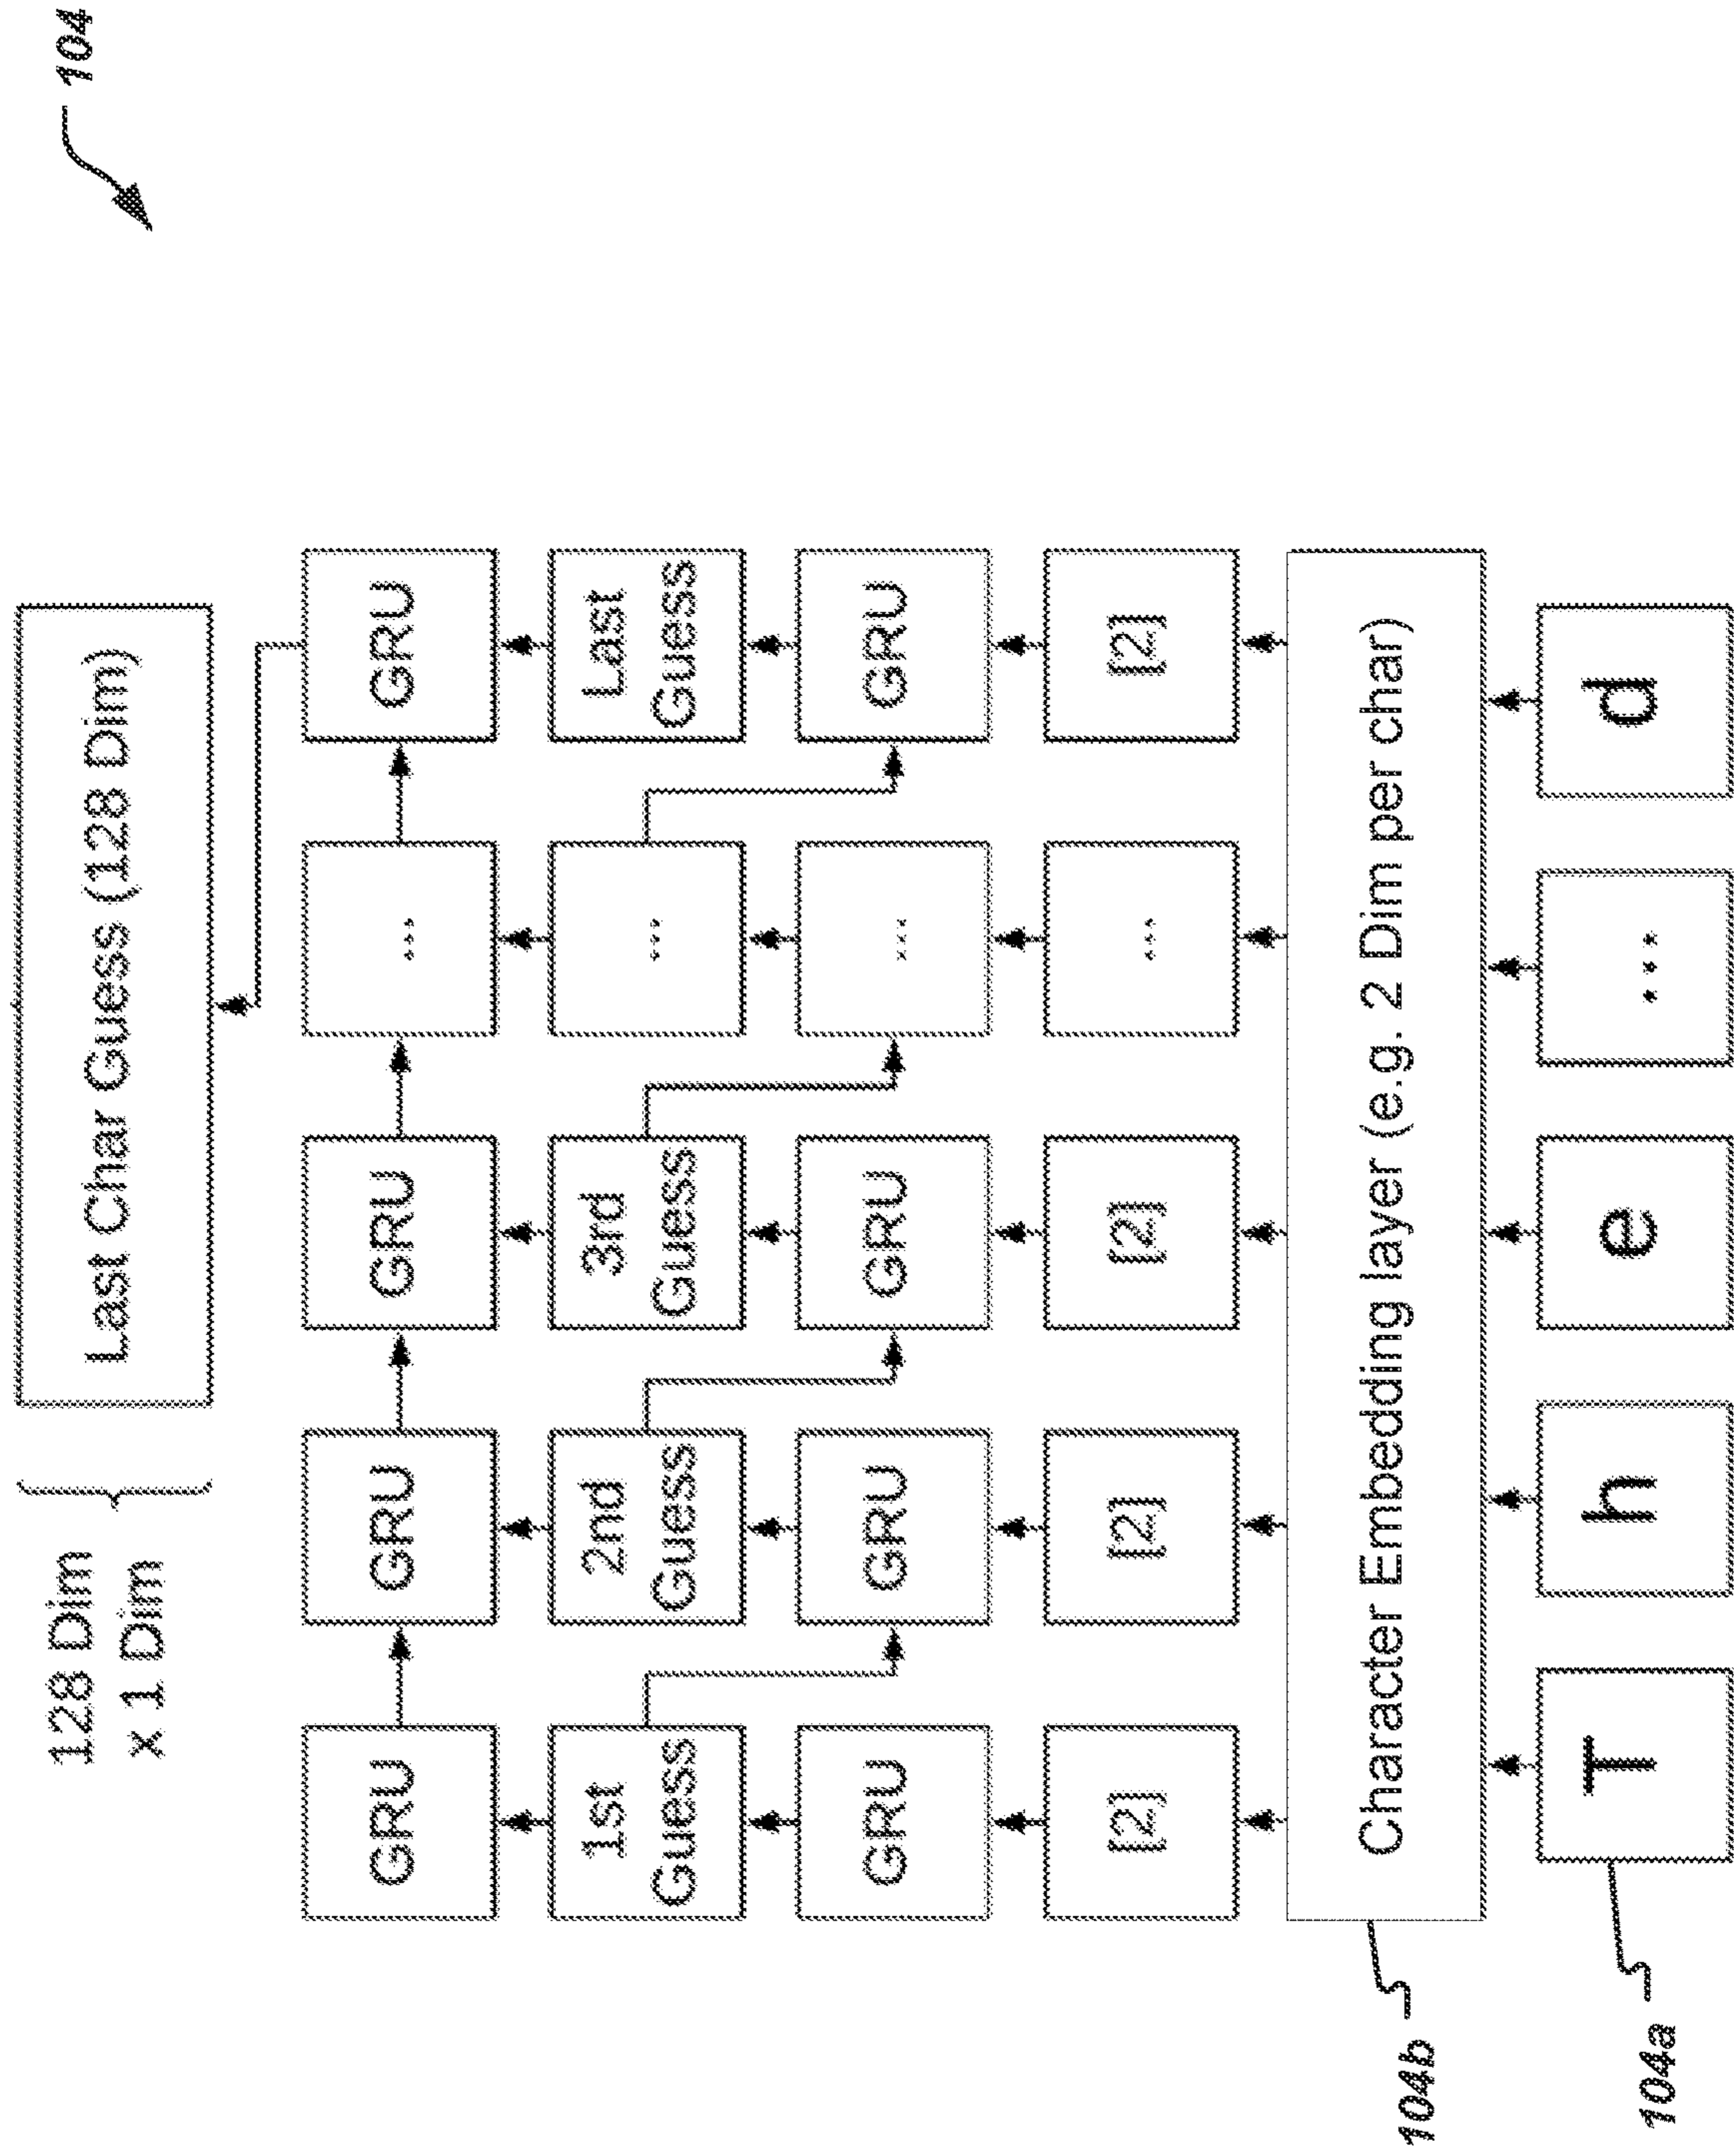 104
128 Dim
x 1 Dim
Last Char Guess (128 Dim)
GRU
GRU
GRU
...
GRU
1st
Guess
2nd
Guess
3rd
Guess
...
Last
Guess
GRU
GRU
GRU
...
GRU
[2]
[2]
[2]
...
[2]
Character Embedding layer (e.g. 2 Dim per char)
104b
T
h
e
...
d
104a